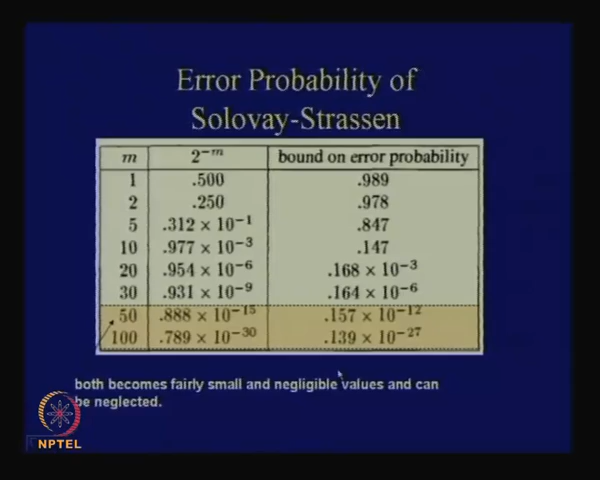 Error Probability of
Solovay-Strassen
m 2^−m bound on error probability
1 .500 .989
2 .250 .978
5 .312 × 10^−1 .847
10 .977 × 10^−3 .147
20 .954 × 10^−6 .168 × 10^−3
30 .931 × 10^−9 .164 × 10^−6
50 .888 × 10^−15 .157 × 10^−12
100 .789 × 10^−30 .139 × 10^−27
both becomes fairly small and negligible values and can
be neglected.
NPTEL